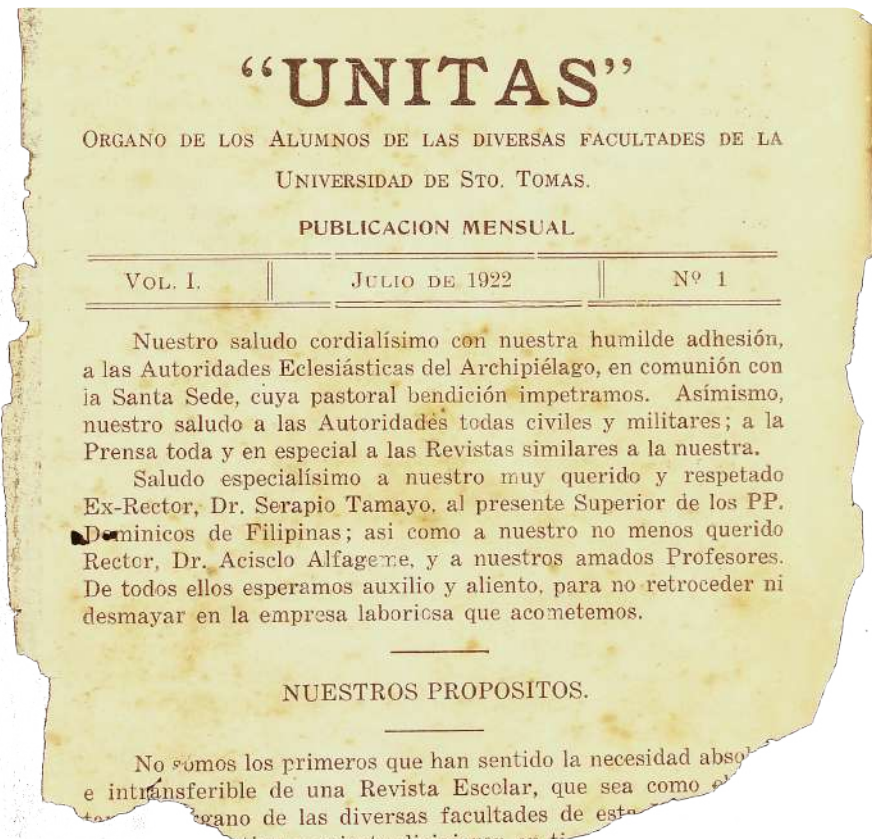 “UNITAS”
ORGANO DE LOS ALUMNOS DE LAS DIVERSAS FACULTADES DE LA
UNIVERSIDAD DE STO. TOMAS.
PUBLICACION MENSUAL
VOL. I. JULIO DE 1922 Nº 1
Nuestro saludo cordialísimo con nuestra humilde adhesión,
a las Autoridades Eclesiásticas del Archipiélago, en comunión con
la Santa Sede, cuya pastoral bendición impetramos. Asímismo,
nuestro saludo a las Autoridades todas civiles y militares; a la
Prensa toda y en especial a las Revistas similares a la nuestra.
Saludo especialísimo a nuestro muy querido y respetado
Ex-Rector, Dr. Serapio Tamayo, al presente Superior de los PP.
Dominicos de Filipinas; asi como a nuestro no menos querido
Rector, Dr. Acisclo Alfageme, y a nuestros amados Profesores.
De todos ellos esperamos auxilio y aliento, para no retroceder ni
desmayar en la empresa laboriosa que acometemos.
NUESTROS PROPOSITOS.
No somos los primeros que han sentido la necesidad
e intransferible de una Revista Escolar, que sea como
de las diversas facultades de esta